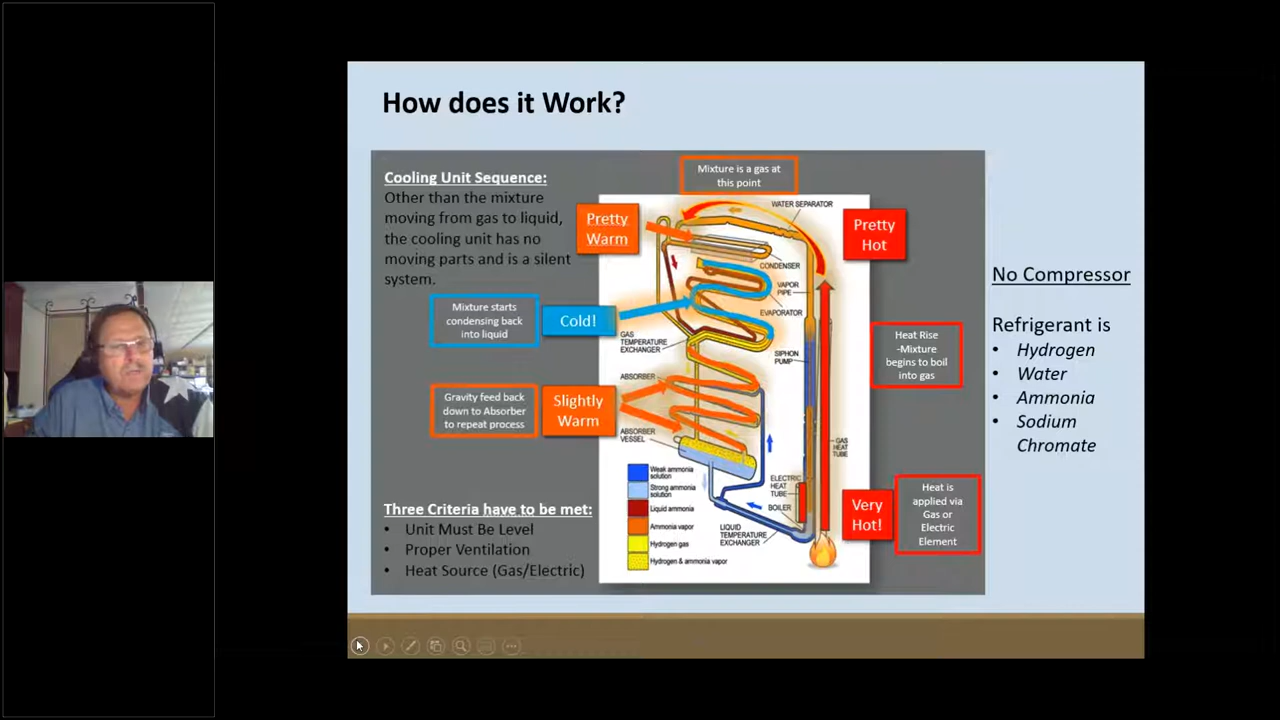 How does it Work?
Cooling Unit Sequence:
Other than the mixture
moving from gas to liquid,
the cooling unit has no
moving parts and is a silent
system.
Mixture is a gas at
this point
Pretty
Warm
WATER SEPARATOR
Pretty
Hot
CONDENSER
VAPOR
PIPE
EVAPORATOR
Mixture starts
condensing back
into liquid
Cold!
GAS
TEMPERATURE
EXCHANGER
SIPHON
PUMP
Heat Rise
-Mixture
begins to boil
into gas
ABSORBER
Gravity feed back
down to Absorber
to repeat process
Slightly
Warm
ABSORBER
VESSEL
GAS
HEAT
TUBE
Weak ammonia
solution
Strong ammonia
solution
Liquid ammonia
Ammonia vapor
Hydrogen gas
Hydrogen & ammonia vapor
ELECTRIC
HEAT
TUBE
BOILER
LIQUID
TEMPERATURE
EXCHANGER
Very
Hot!
Heat is
applied via
Gas or
Electric
Element
Three Criteria have to be met:
• Unit Must Be Level
• Proper Ventilation
• Heat Source (Gas/Electric)
No Compressor
Refrigerant is
• Hydrogen
• Water
• Ammonia
• Sodium
Chromate